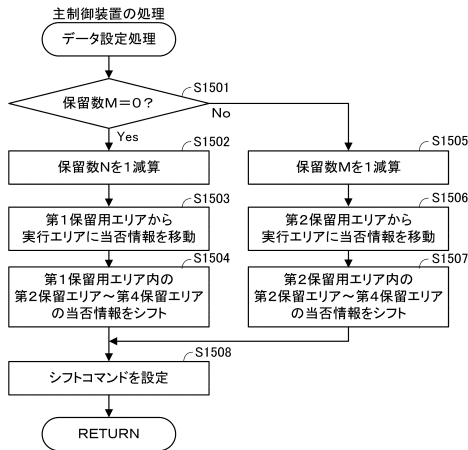 主制御装置の処理
データ設定処理
S1501
保留数M=0?
No
Yes
S1502
保留数Nを1減算
S1503
第1保留用エリアから
実行エリアに当否情報を移動
S1504
第1保留用エリア内の
第2保留エリア~第4保留エリア
の当否情報をシフト
S1505
保留数Mを1減算
S1506
第2保留用エリアから
実行エリアに当否情報を移動
S1507
第2保留用エリア内の
第2保留エリア~第4保留エリア
の当否情報をシフト
S1508
シフトコマンドを設定
RETURN